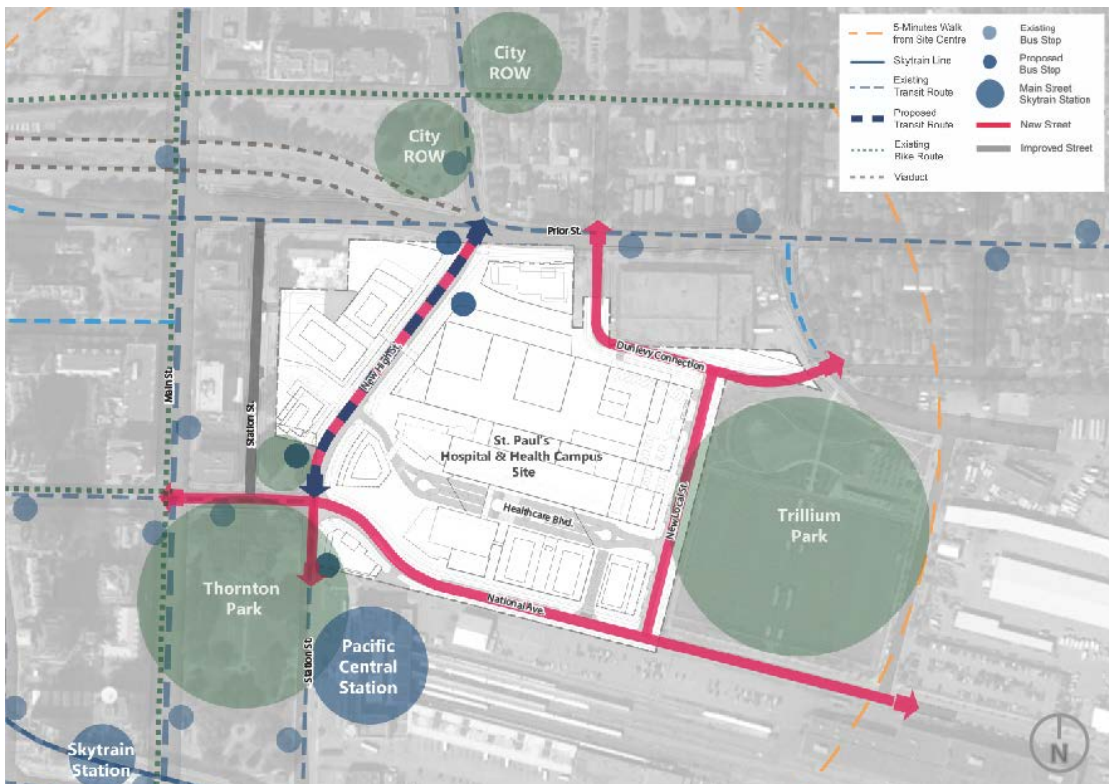 City
ROW
City
ROW
5-Minutes Walk
from Site Centre
Skytrain Line
Existing
Transit Route
Proposed
Transit Route
Existing
Bike Route
Viaduct
Existing
Bus Stop
Proposed
Bus Stop
Main Street
Skytrain Station
New Street
Improved Street
Prior St.
Main St.
Station St.
New High St.
Dunlevy Connection
St. Paul's
Hospital & Health Campus
Site
Healthcare Blvd.
New Local St.
Trillium
Park
Thornton
Park
National Ave.
Station St.
Pacific
Central
Station
Skytrain
Station
N